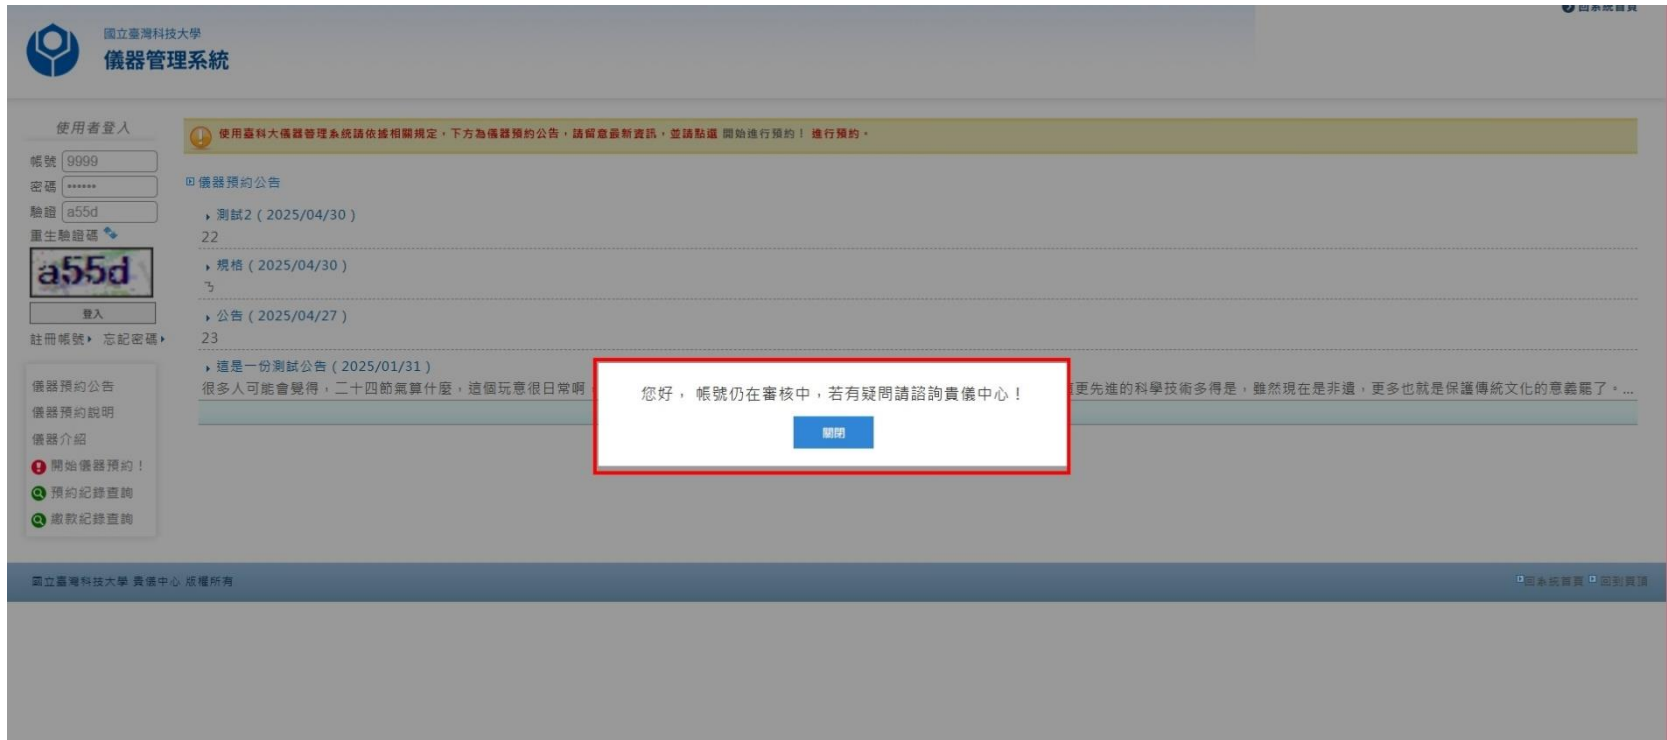 回系統首頁
國立臺灣科技大學
儀器管理系統
使用者登入
帳號 9999
密碼 ••••••
驗證 a55d
重生驗證碼
a55d
登入
註冊帳號 忘記密碼
儀器預約公告
儀器預約說明
儀器介紹
開始儀器預約！
預約紀錄查詢
繳款紀錄查詢
使用臺科大儀器管理系統請依據相關規定，下方為儀器預約公告，請留意最新資訊，並請點選 開始進行預約！ 進行預約。
儀器預約公告
測試2 ( 2025/04/30 )
22
規格 ( 2025/04/30 )
ㄋ
公告 ( 2025/04/27 )
23
這是一份測試公告 ( 2025/01/31 )
很多人可能會覺得，二十四節氣算什麼，這個玩意很日常啊
更先進的科學技術多得是，雖然現在是非遺，更多也就是保護傳統文化的意義罷了。...
您好， 帳號仍在審核中，若有疑問請諮詢貴儀中心！
關閉
國立臺灣科技大學 貴儀中心 版權所有
回系統首頁 回到頁頂